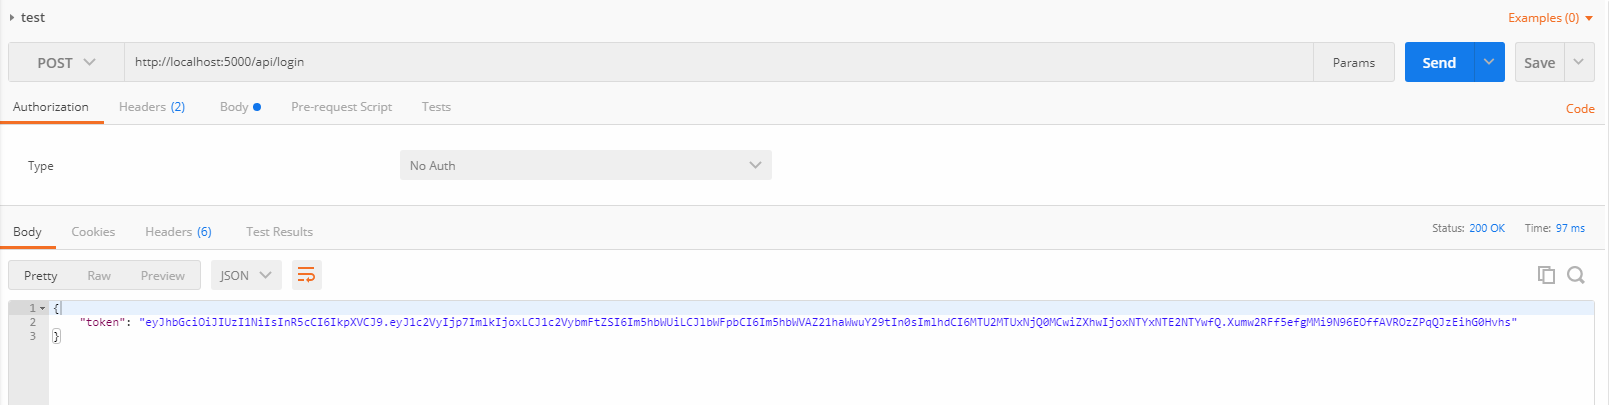 test
Examples (0)
POST
http://localhost:5000/api/login
Params
Send
Save
Authorization
Headers (2)
Body
Pre-request Script
Tests
Code
Type
No Auth
Body
Cookies
Headers (6)
Test Results
Status: 200 OK
Time: 97 ms
Pretty
Raw
Preview
JSON
1 {
2 "token": "eyJhbGciOiJIUzI1NiIsInR5cCI6IkpXVCJ9.eyJ1c2VyIjp7ImlkIjoxLCJ1c2VybmFtZSI6Im5hbWUiLCJlbWFpbCI6Im5hbWVAZ21haWwuY29tIn0sImlhdCI6MTU2MTUxNjQ0MCwiZXhwIjoxNTYxNTE2NTYwfQ.Xumw2RFf5efgMMi9N96EOffAVROzZPqQJzEihG0Hvhs"
3 }